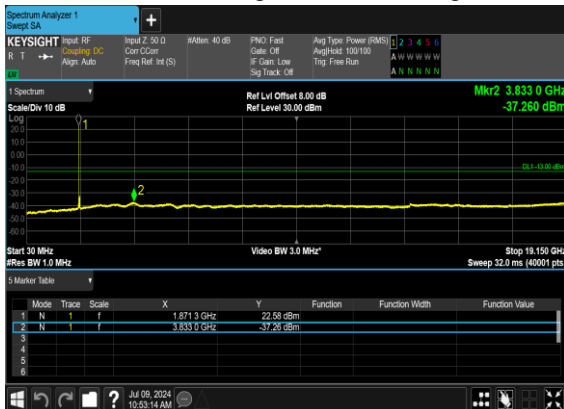 Spectrum Analyzer 1
Swept SA
+
KEYSIGHT
R T
Input: RF
Coupling: DC
Align: Auto
Input Z: 50 Ω
Corr CCorr
Freq Ref: Int (S)
#Atten: 40 dB
PNO: Fast
Gate: Off
IF Gain: Low
Sig Track: Off
Avg Type: Power (RMS)
Avg|Hold: 100/100
Trig: Free Run
1 2 3 4 5 6
A W W W W W
A N N N N N
1 Spectrum
Scale/Div 10 dB
Ref Lvl Offset 8.00 dB
Ref Level 30.00 dBm
Mkr2 3.833 0 GHz
-37.260 dBm
Log
20.0
10.0
0.00
-10.0
-20.0
-30.0
-40.0
-50.0
-60.0
1
2
DL1 -13.00 dBm
Start 30 MHz
#Res BW 1.0 MHz
Video BW 3.0 MHz*
Stop 19.150 GHz
Sweep 32.0 ms (40001 pts)
5 Marker Table
Mode Trace Scale X Y Function Function Width Function Value
1 N 1 f 1.871 3 GHz 22.58 dBm
2 N 1 f 3.833 0 GHz -37.26 dBm
3
4
5
6
?
Jul 09, 2024
10:53:14 AM